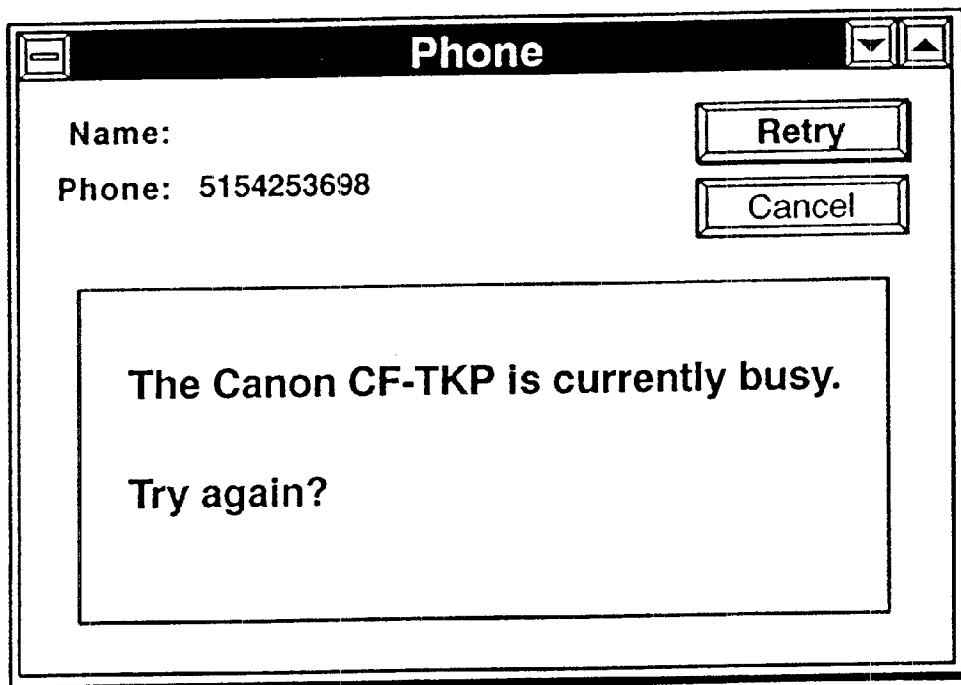 Phone
Name:
Retry
Phone: 5154253698
Cancel
The Canon CF-TKP is currently busy.
Try again?